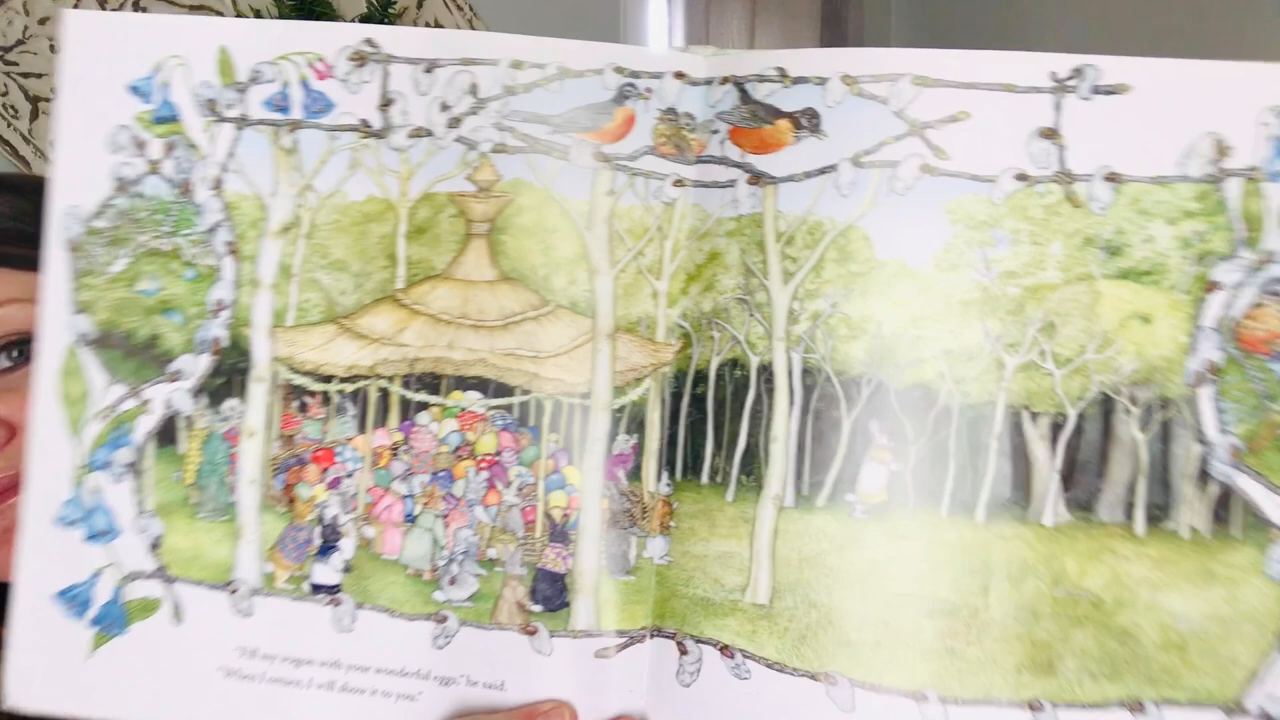 "Fill my wagon with your wonderful eggs," he said.
"When I return, I will show it to you."